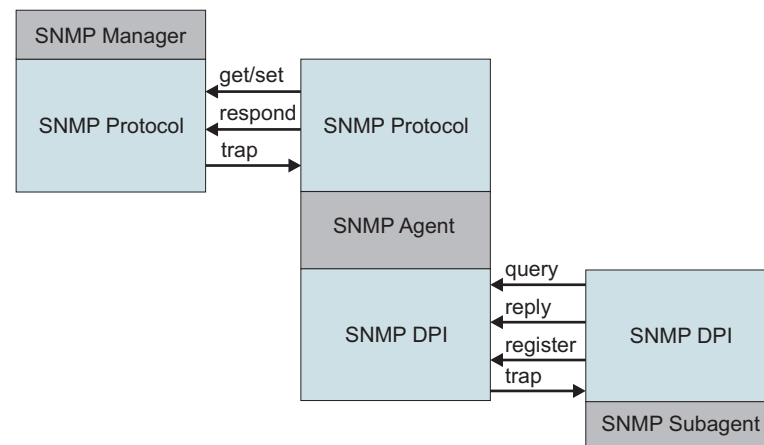 SNMP Manager
SNMP Protocol
get/set
respond
trap
SNMP Protocol
SNMP Agent
SNMP DPI
query
reply
register
trap
SNMP DPI
SNMP Subagent